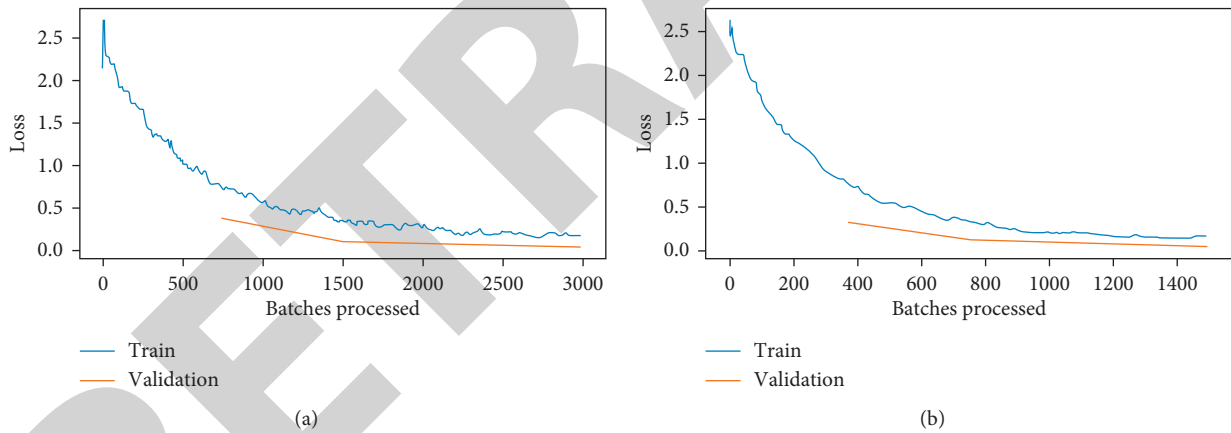 2.5
2.0
1.5
1.0
0.5
0.0
Loss
0 500 1000 1500 2000 2500 3000
Batches processed
Train
Validation
(a)
2.5
2.0
1.5
1.0
0.5
0.0
Loss
0 200 400 600 800 1000 1200 1400
Batches processed
Train
Validation
(b)